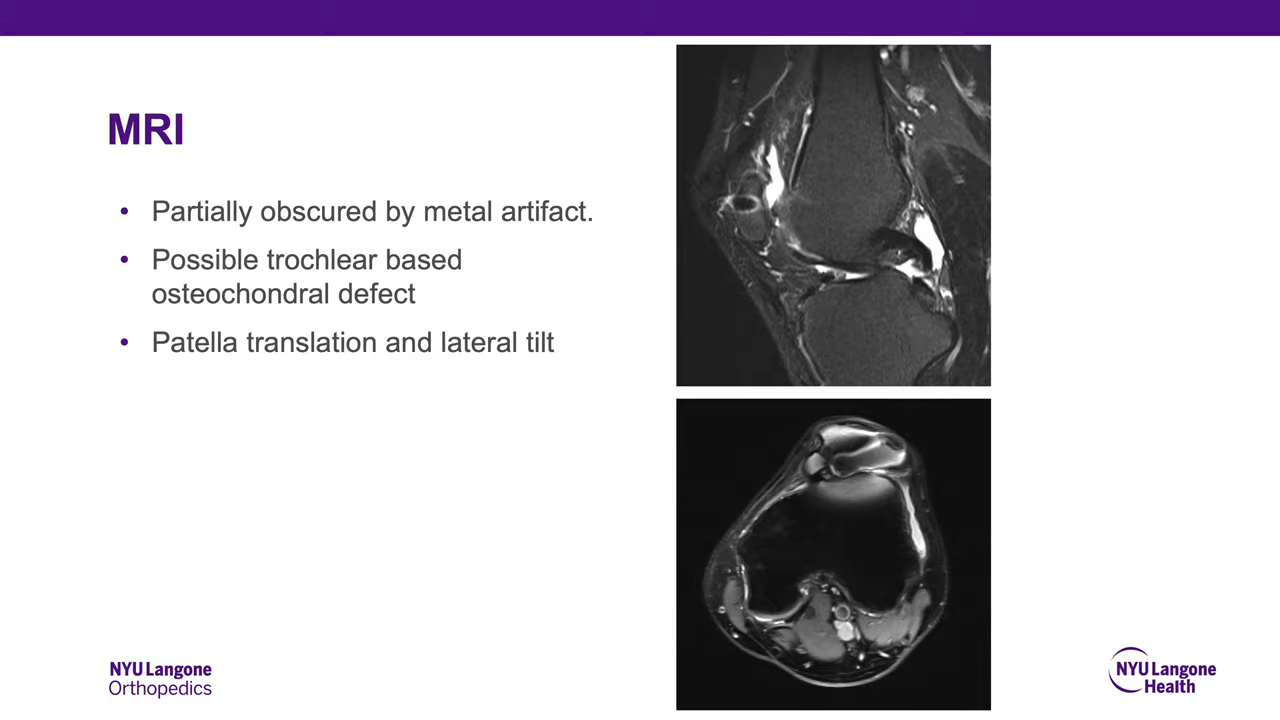 MRI
• Partially obscured by metal artifact.
• Possible trochlear based
osteochondral defect
• Patella translation and lateral tilt
NYU Langone
Orthopedics
NYU Langone
Health